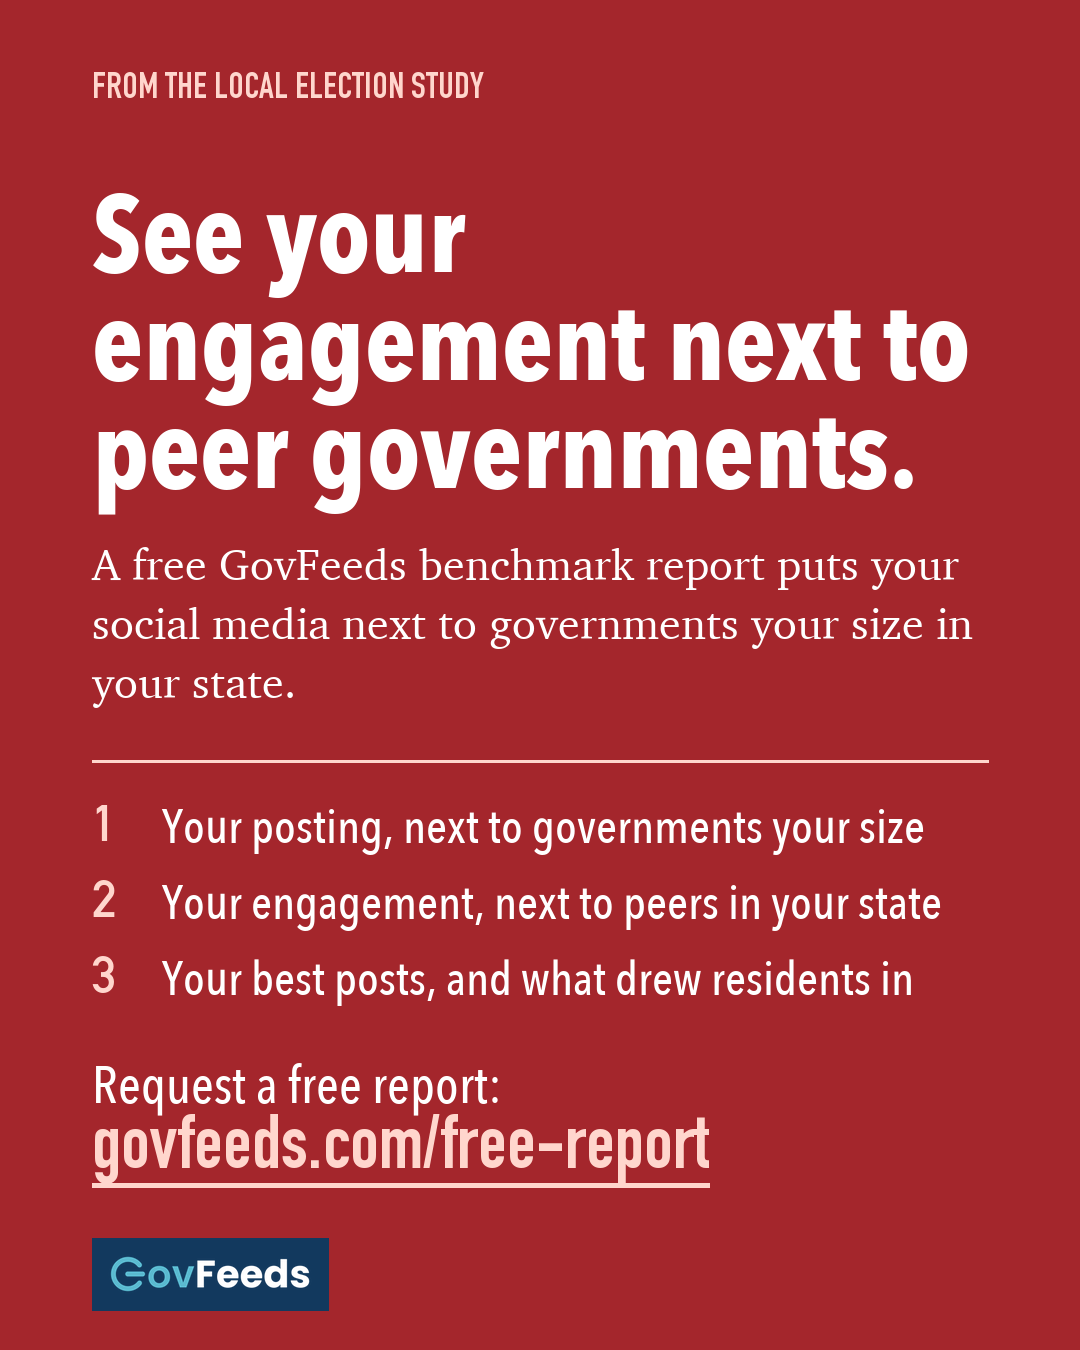 FROM THE LOCAL ELECTION STUDY
See your
engagement next to
peer governments.
A free GovFeeds benchmark report puts your
social media next to governments your size in
your state.
1 Your posting, next to governments your size
2 Your engagement, next to peers in your state
3 Your best posts, and what drew residents in
Request a free report:
govfeeds.com/free-report
GovFeeds